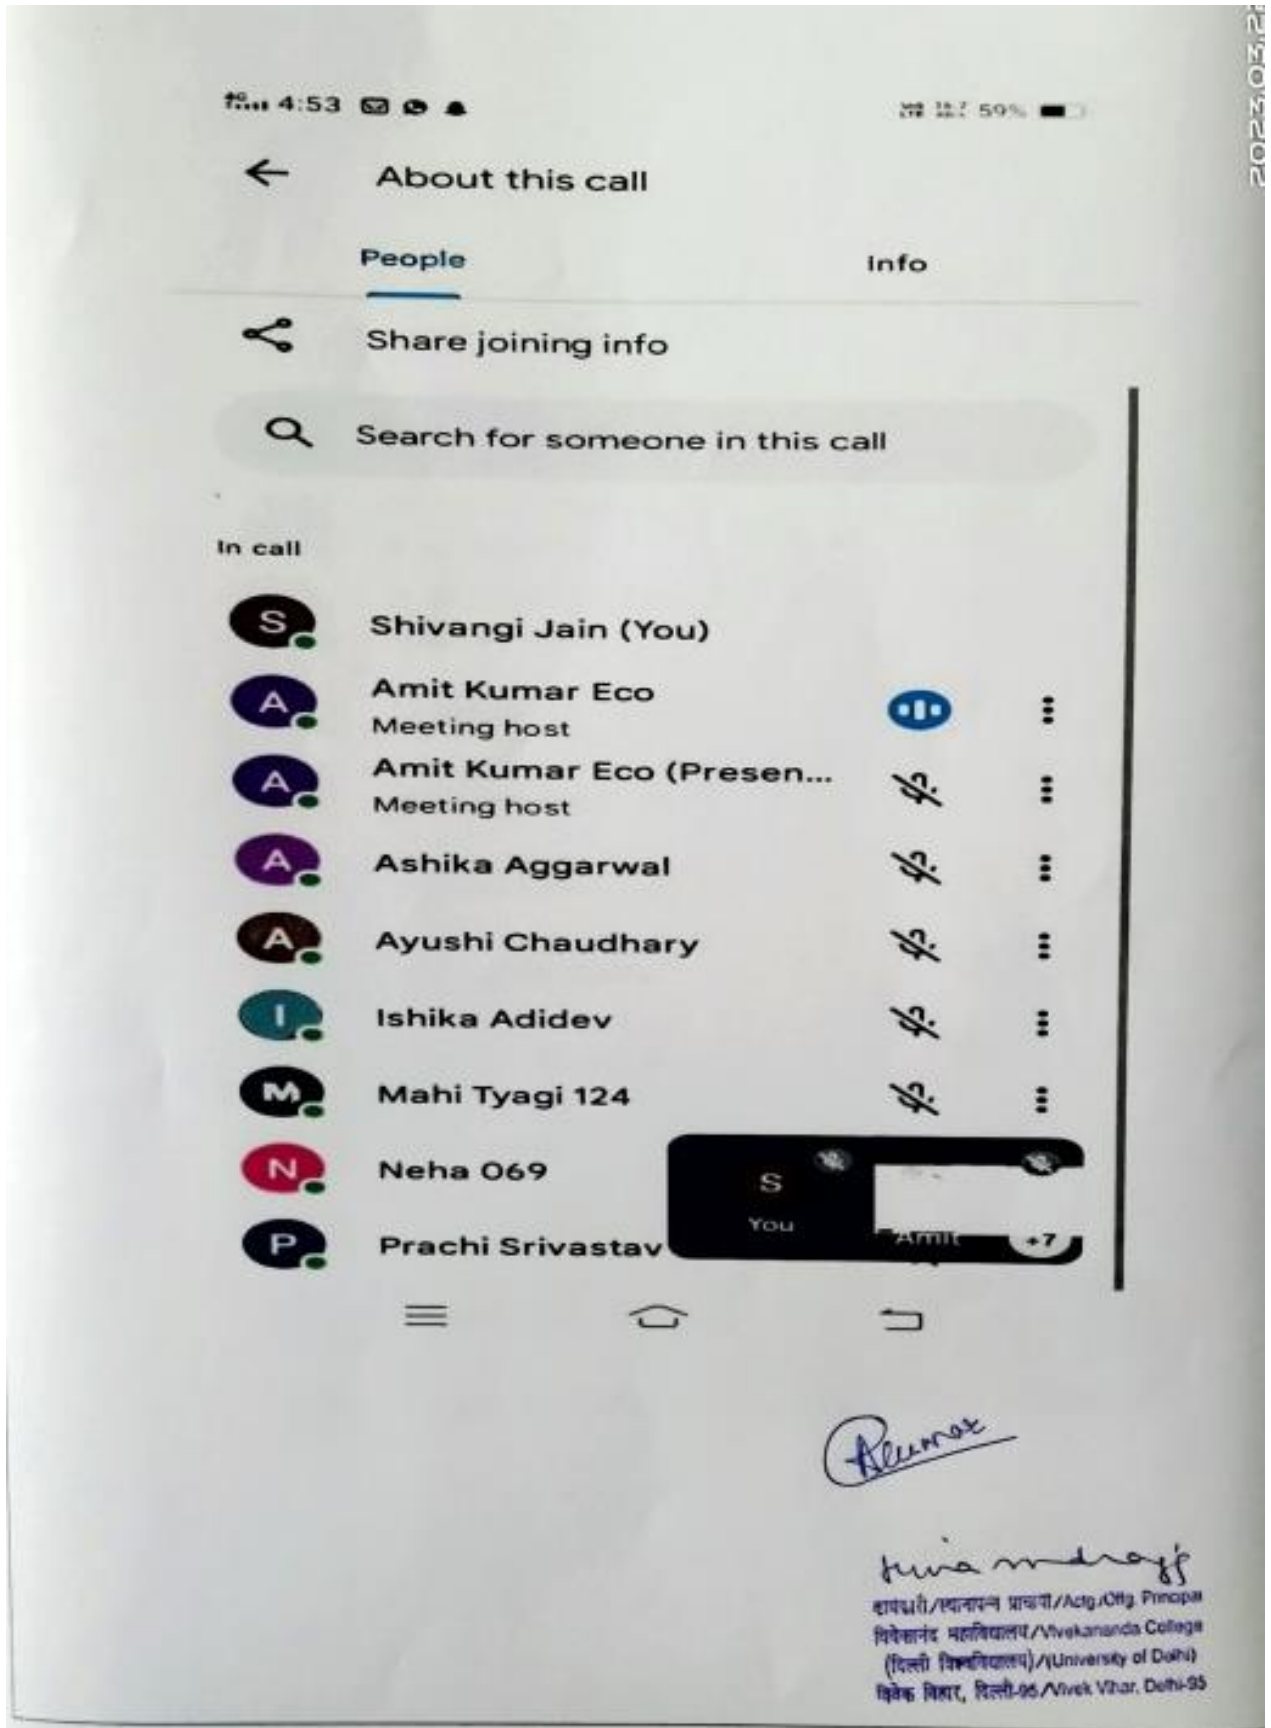 4:53
59%
About this call
People
Info
Share joining info
Search for someone in this call
In call
S Shivangi Jain (You)
A Amit Kumar Eco
Meeting host
A Amit Kumar Eco (Presen...
Meeting host
A Ashika Aggarwal
A Ayushi Chaudhary
I Ishika Adidev
M Mahi Tyagi 124
N Neha 069
P Prachi Srivastav
S
You
Amit
+7
/Actg./Offg. Principal
विवेकानंद महाविद्यालय/Vivekananda College
(दिल्ली विश्वविद्यालय)/(University of Delhi)
विवेक विहार, दिल्ली-95/Vivek Vihar, Delhi-95